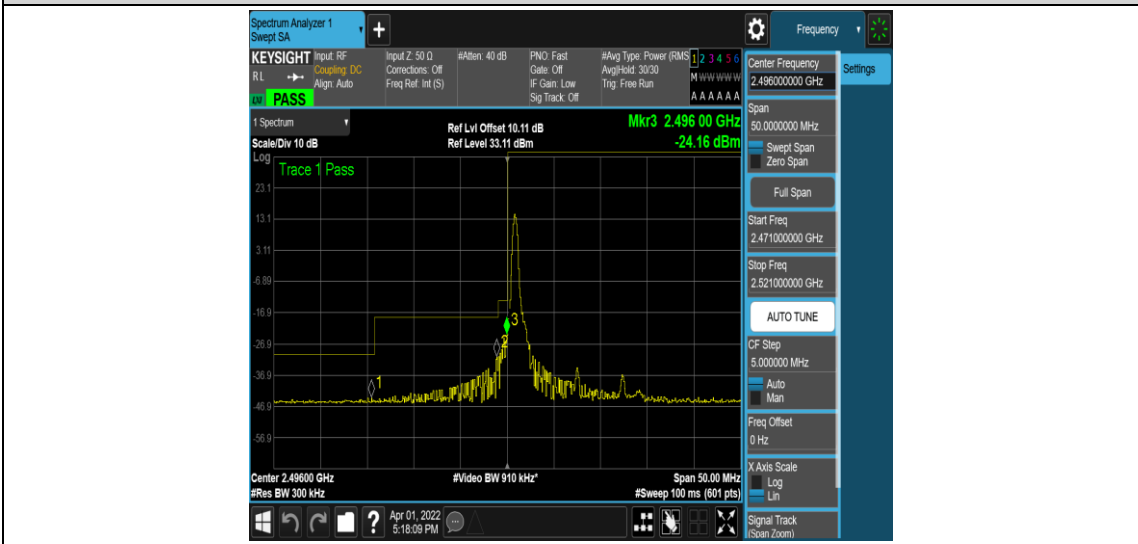 Spectrum Analyzer 1
Swept SA
Frequency
KEYSIGHT
R L
PASS
Input: RF
Coupling: DC
Align: Auto
Input Z: 50 Ω
Corrections: Off
Freq Ref: Int (S)
#Atten: 40 dB
PNO: Fast
Gate: Off
IF Gain: Low
Sig Track: Off
#Avg Type: Power (RMS
Avg|Hold: 30/30
Trig: Free Run
1 2 3 4 5 6
M W W W W W
A A A A A A
Center Frequency
2.496000000 GHz
Settings
Span
50.0000000 MHz
Swept Span
Zero Span
Full Span
Start Freq
2.471000000 GHz
Stop Freq
2.521000000 GHz
AUTO TUNE
CF Step
5.000000 MHz
Auto
Man
Freq Offset
0 Hz
X Axis Scale
Log
Lin
Signal Track
(Span Zoom)
1 Spectrum
Scale/Div 10 dB
Ref Lvl Offset 10.11 dB
Ref Level 33.11 dBm
Mkr3 2.496 00 GHz
-24.16 dBm
Log
Trace 1 Pass
23.1
13.1
3.11
-6.89
-16.9
-26.9
-36.9
-46.9
-56.9
1
2
3
Center 2.49600 GHz
#Res BW 300 kHz
#Video BW 910 kHz*
Span 50.00 MHz
#Sweep 100 ms (601 pts)
?
Apr 01, 2022
5:18:09 PM